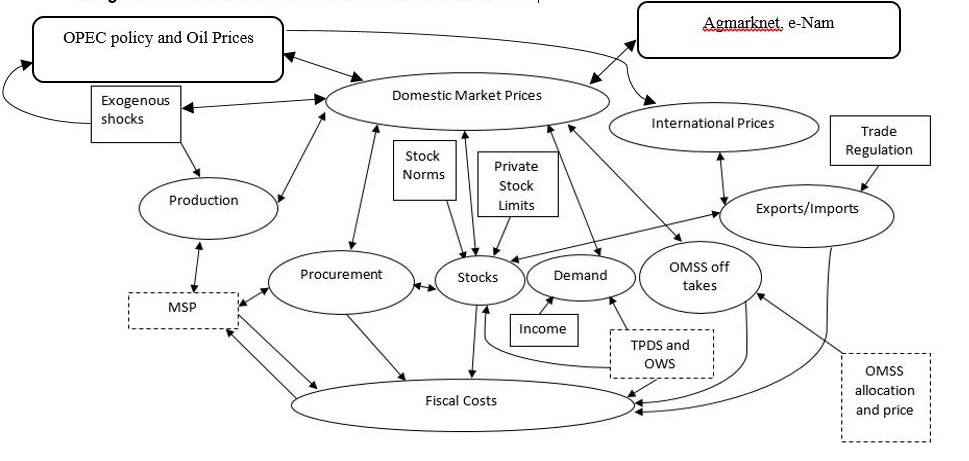 OPEC policy and Oil Prices
Agmarknet, e-Nam
Domestic Market Prices
Exogenous
shocks
International Prices
Trade
Regulation
Stock
Norms
Private
Stock
Limits
Production
Exports/Imports
Procurement
Stocks
Demand
OMSS off
takes
MSP
Income
TPDS and
OWS
OMSS
allocation
and price
Fiscal Costs